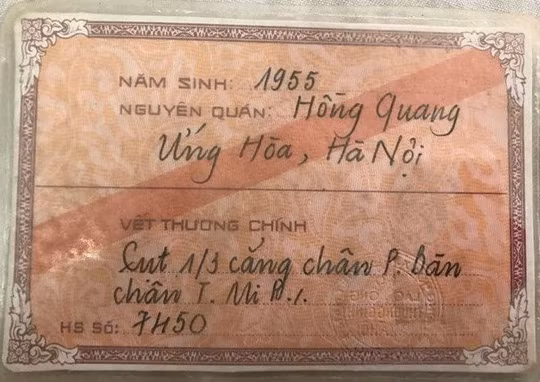 NĂM SINH: 1955
NGUYÊN QUÁN: Hồng Quang
Ứng Hòa, Hà Nội
VẾT THƯƠNG CHÍNH
Cụt 1/3 cẳng chân P. Bàn
chân T. Mi
HS Số: 7450